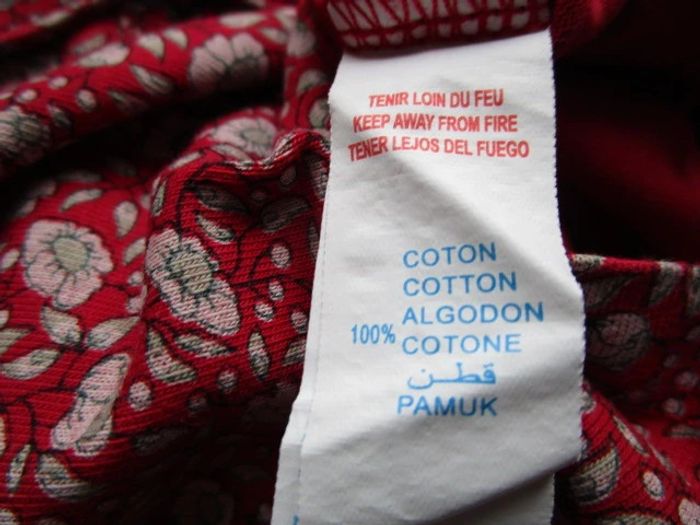 TENIR LOIN DU FEU
KEEP AWAY FROM FIRE
TENER LEJOS DEL FUEGO
COTON
COTTON
ALGODON
100% COTONE
قطن
PAMUK